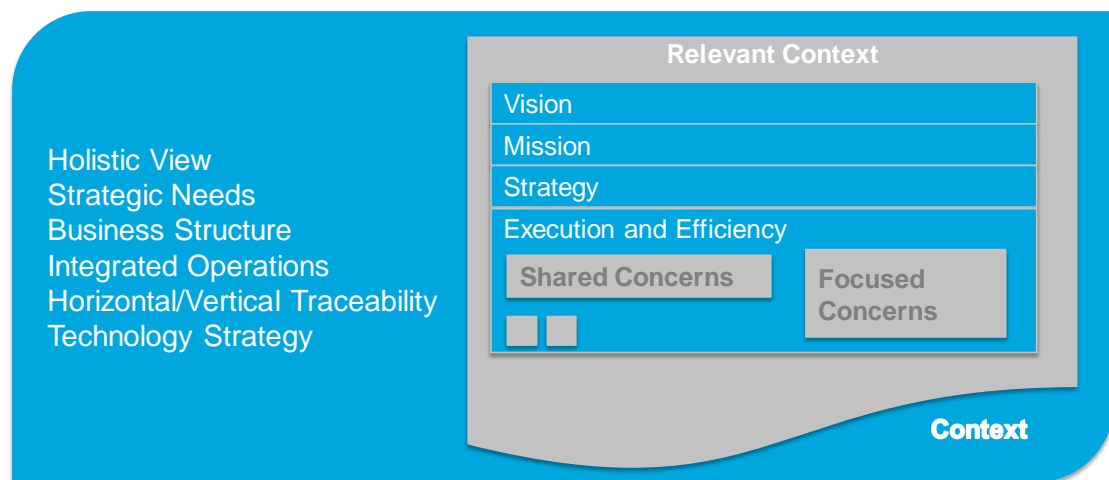 Holistic View
Strategic Needs
Business Structure
Integrated Operations
Horizontal/Vertical Traceability
Technology Strategy
Relevant Context
Vision
Mission
Strategy
Execution and Efficiency
Shared Concerns
Focused
Concerns
Context